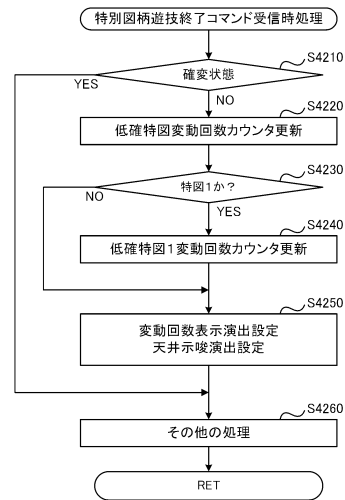 特別図柄遊技終了コマンド受信時処理
S4210
確変状態
YES
NO
S4220
低確特図変動回数カウンタ更新
S4230
特図1か?
NO
YES
S4240
低確特図1変動回数カウンタ更新
S4250
変動回数表示演出設定
天井示唆演出設定
S4260
その他の処理
RET